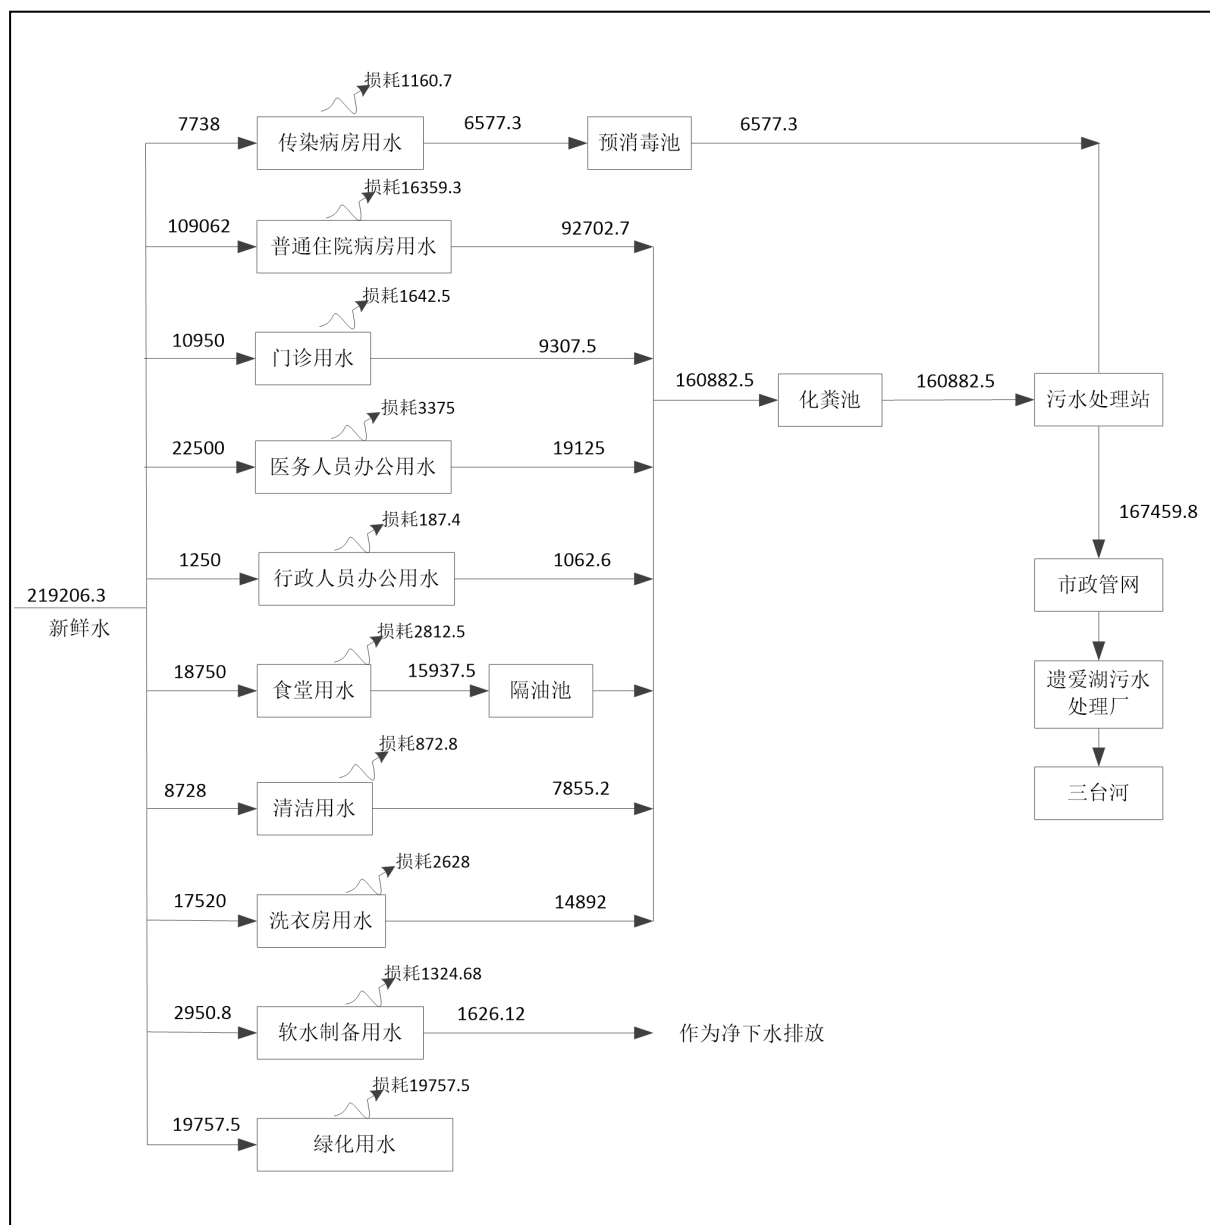 损耗1160.7
7738
传染病房用水
6577.3
预消毒池
6577.3
损耗16359.3
109062
普通住院病房用水
92702.7
损耗1642.5
10950
门诊用水
9307.5
160882.5
化粪池
160882.5
污水处理站
损耗3375
22500
医务人员办公用水
19125
167459.8
损耗187.4
1250
行政人员办公用水
1062.6
市政管网
219206.3
新鲜水
损耗2812.5
18750
食堂用水
15937.5
隔油池
遗爱湖污水
处理厂
损耗872.8
8728
清洁用水
7855.2
三台河
损耗2628
17520
洗衣房用水
14892
损耗1324.68
2950.8
软水制备用水
1626.12
作为净下水排放
损耗19757.5
19757.5
绿化用水